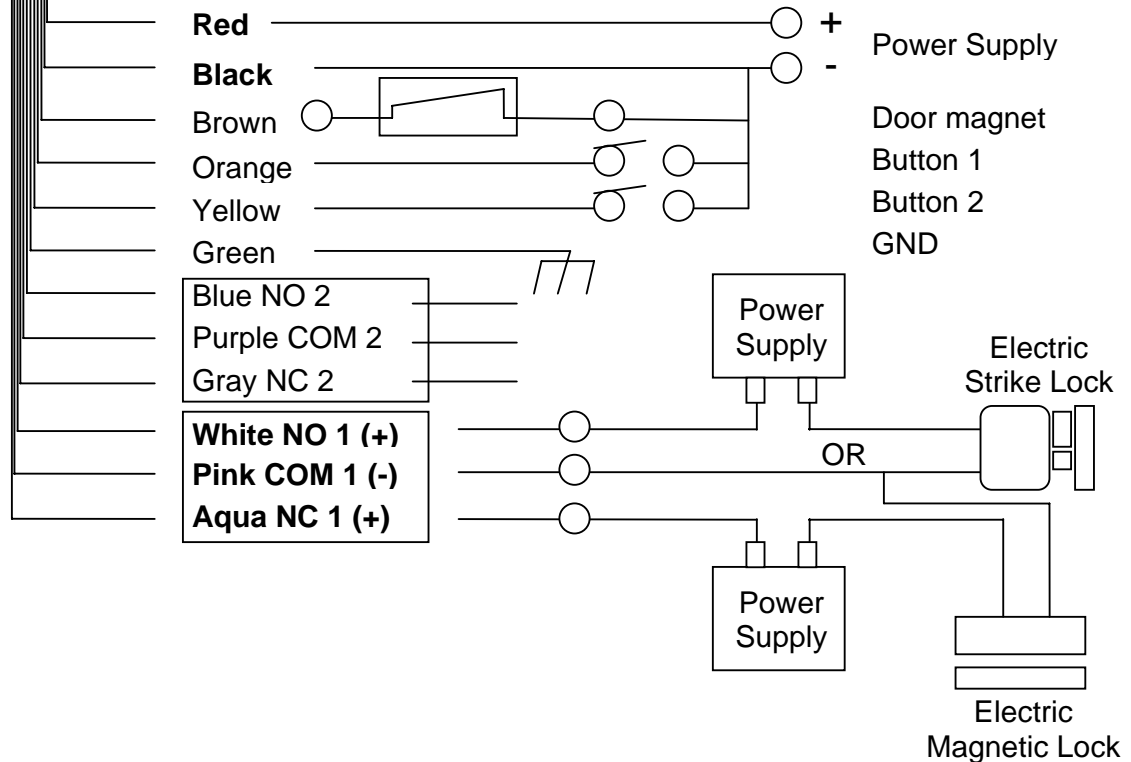 Red
+
Power Supply
Black
-
Brown
Door magnet
Orange
Button 1
Yellow
Button 2
Green
GND
Blue NO 2
Purple COM 2
Gray NC 2
Power
Supply
Electric
Strike Lock
White NO 1 (+)
OR
Pink COM 1 (-)
Aqua NC 1 (+)
Power
Supply
Electric
Magnetic Lock